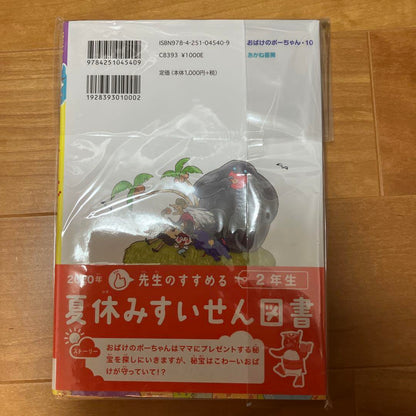 9784251045409
1928393010002
ISBN978-4-251-04540-9
C8393 ¥1000E
定価 (本体1,000円+税)
おばけのポーちゃん・10
あかね書房
2020年 先生のすすめる 2年生
夏休みすいせん図書
ストーリー
おばけのポーちゃんはママにプレゼントする秘
宝を探しにいきますが、秘宝はこわーいおば
けが守っていて!?